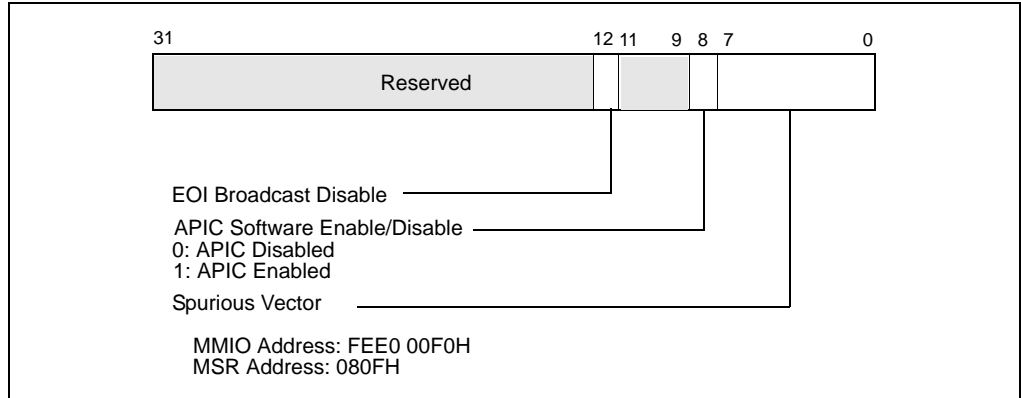 31 12 11 9 8 7 0
Reserved
EOI Broadcast Disable
APIC Software Enable/Disable
0: APIC Disabled
1: APIC Enabled
Spurious Vector
MMIO Address: FEE0 00F0H
MSR Address: 080FH